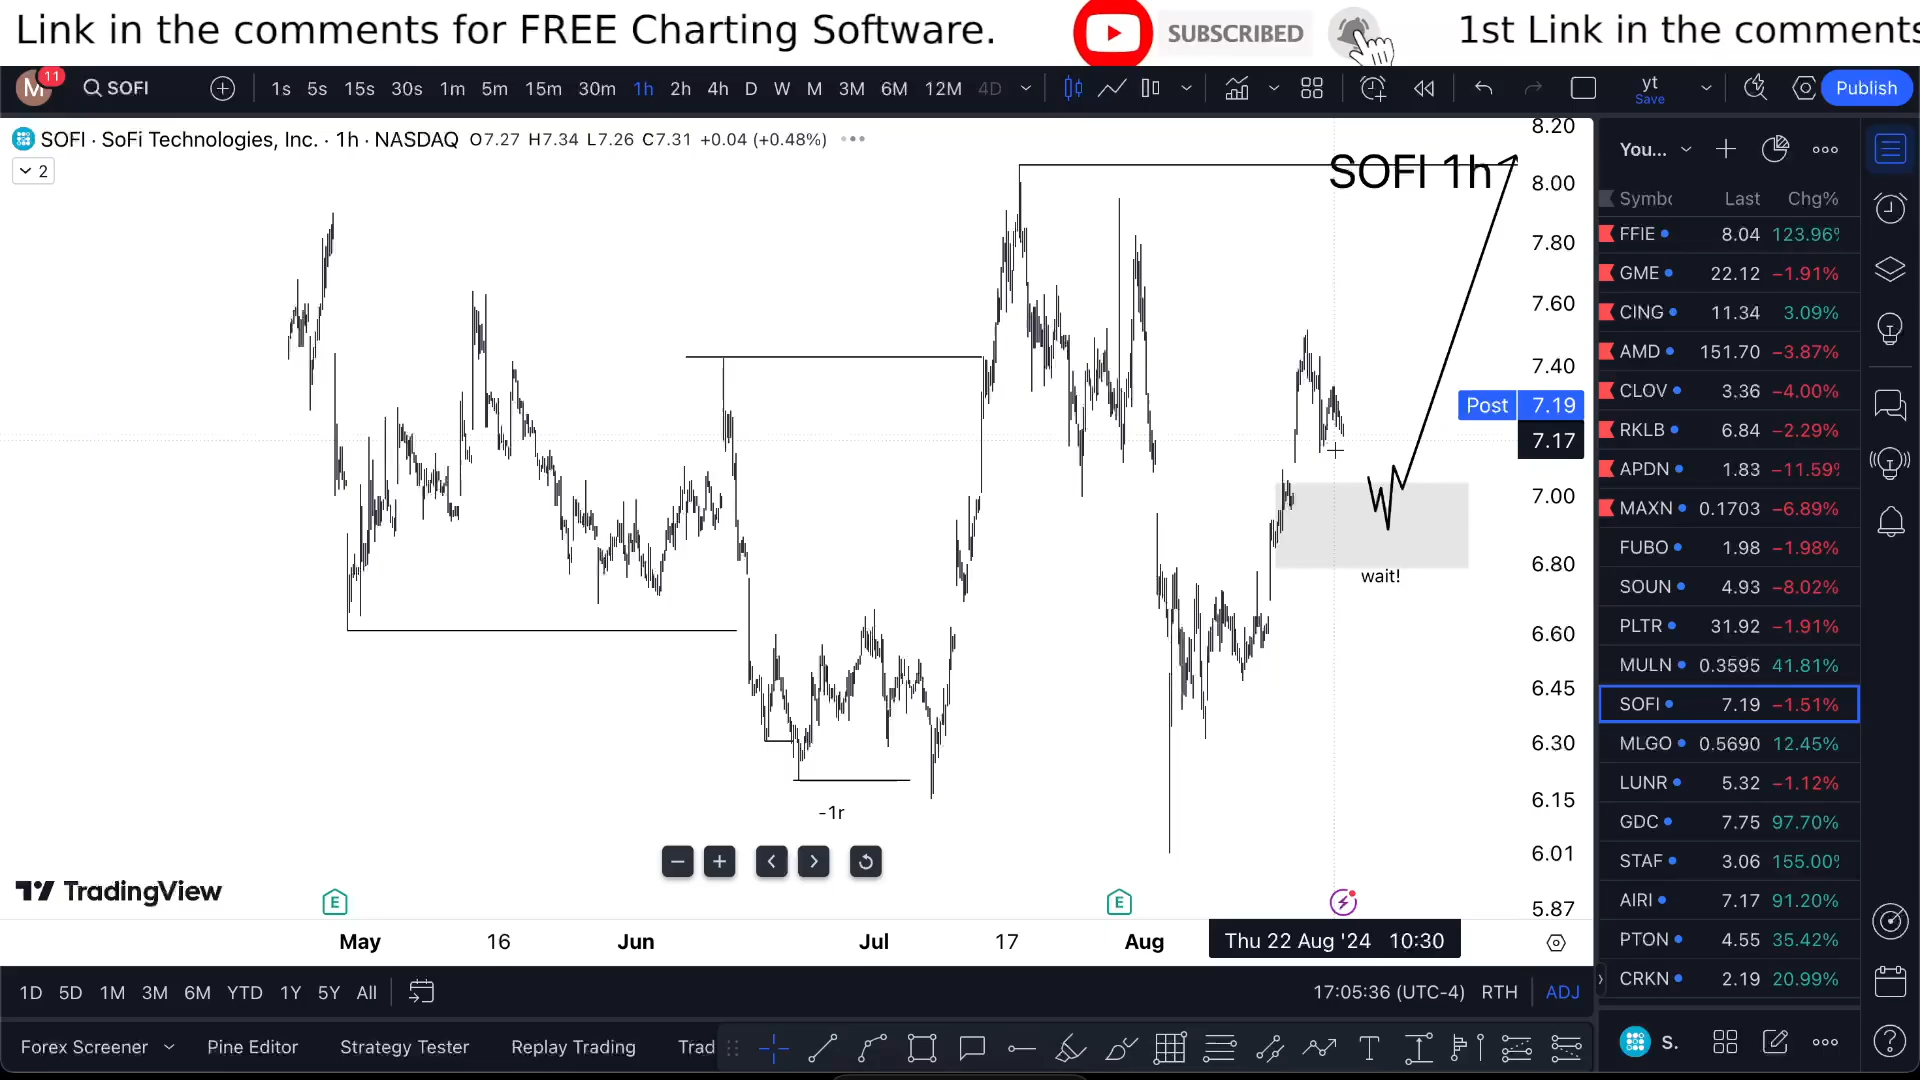 Link in the comments for FREE Charting Software.
SUBSCRIBED
1st Link in the comments
M 11 SOFI 1s 5s 15s 30s 1m 5m 15m 30m 1h 2h 4h D W M 3M 6M 12M 4D yt Save Publish
SOFI · SoFi Technologies, Inc. · 1h · NASDAQ O7.27 H7.34 L7.26 C7.31 +0.04 (+0.48%)
2
SOFI 1h
wait!
-1r
8.20
8.00
7.80
7.60
7.40
Post 7.19
7.17
7.00
6.80
6.60
6.45
6.30
6.15
6.01
5.87
TradingView
E
E
May 16 Jun Jul 17 Aug Thu 22 Aug '24 10:30
1D 5D 1M 3M 6M YTD 1Y 5Y All 17:05:36 (UTC-4) RTH ADJ
Forex Screener Pine Editor Strategy Tester Replay Trading Trad
You...
Symbo Last Chg%
FFIE 8.04 123.96%
GME 22.12 −1.91%
CING 11.34 3.09%
AMD 151.70 −3.87%
CLOV 3.36 −4.00%
RKLB 6.84 −2.29%
APDN 1.83 −11.59%
MAXN 0.1703 −6.89%
FUBO 1.98 −1.98%
SOUN 4.93 −8.02%
PLTR 31.92 −1.91%
MULN 0.3595 41.81%
SOFI 7.19 −1.51%
MLGO 0.5690 12.45%
LUNR 5.32 −1.12%
GDC 7.75 97.70%
STAF 3.06 155.00%
AIRI 7.17 91.20%
PTON 4.55 35.42%
CRKN 2.19 20.99%
S.